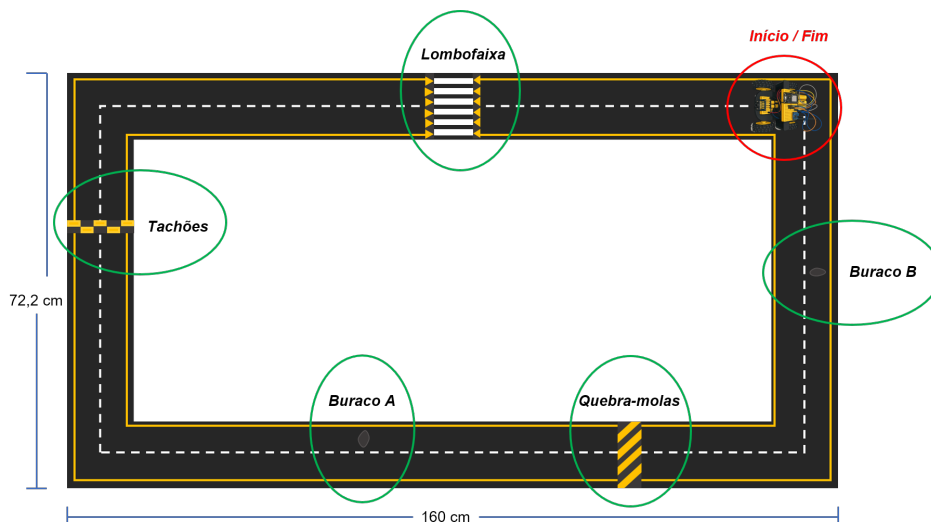 Início / Fim
Lombofaixa
Tachões
Buraco B
72,2 cm
Buraco A
Quebra-molas
160 cm